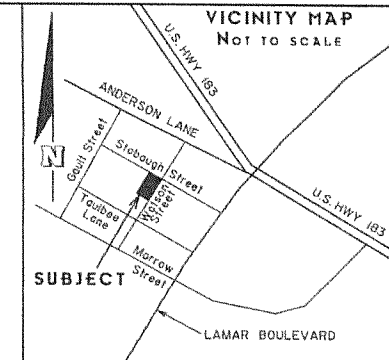 VICINITY MAP
NOT TO SCALE
U.S. HWY 183
ANDERSON LANE
Gault Street
Stobaugh Street
N
Watson
Street
Taulbee
Lane
U.S. HWY 183
Morrow
Street
SUBJECT
LAMAR BOULEVARD